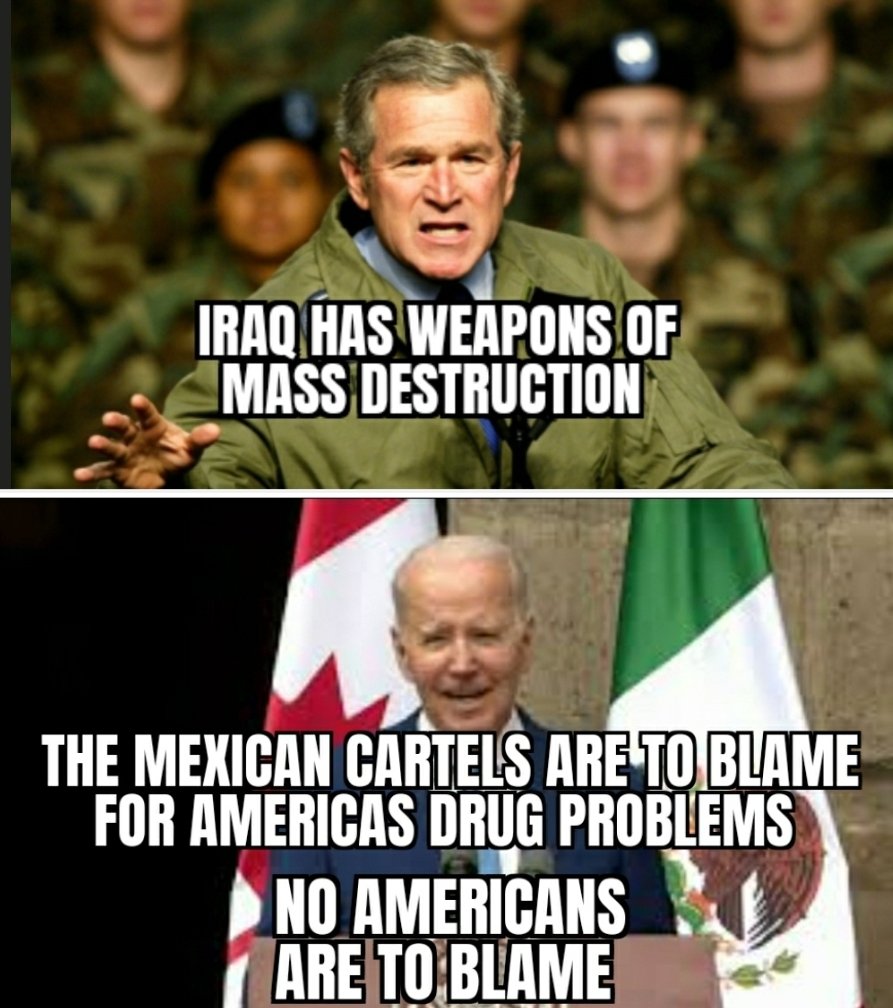 IRAQ HAS WEAPONS OF
MASS DESTRUCTION
THE MEXICAN CARTELS ARE TO BLAME
FOR AMERICAS DRUG PROBLEMS
NO AMERICANS
ARE TO BLAME